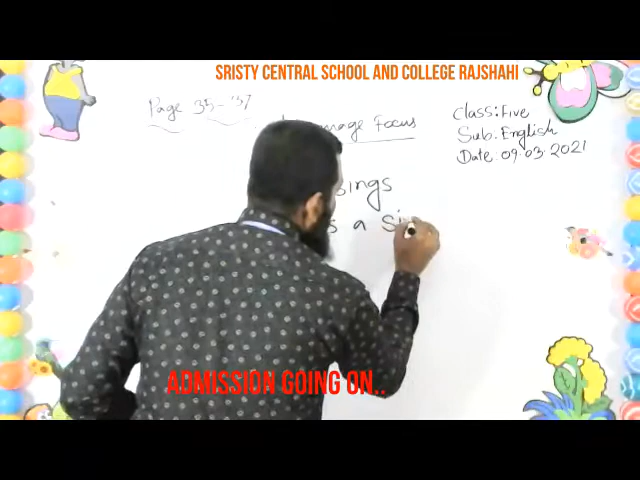 SRISTY CENTRAL SCHOOL AND COLLEGE RAJSHAHI
Page 35-37
Focus
Class: Five
Sub: English
Date: 09.03.2021
sings
a
ADMISSION GOING ON..